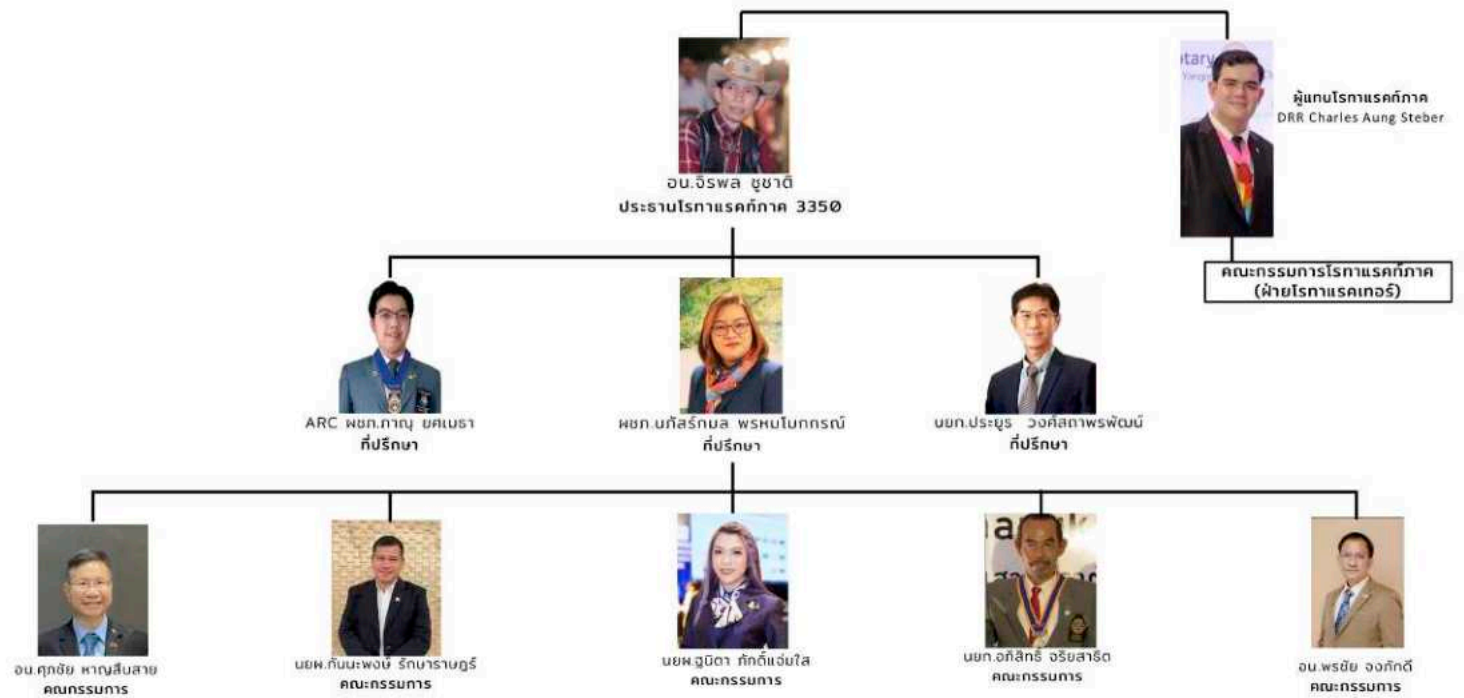 อน.จิรพล ชูชาติ
ประธานโรทาแรคท์ภาค 3350
ผู้แทนโรทาแรคท์ภาค
DRR Charles Aung Steber
คณะกรรมการโรทาแรคท์ภาค
(ฝ่ายโรทาแรคเทอร์)
ARC ผชภ.ภาณุ ยศเมธา
ที่ปรึกษา
ผชภ.นภัสร์กมล พรหมโนภกรณ์
ที่ปรึกษา
นยก.ประยูร วงศ์สถาพรพัฒน์
ที่ปรึกษา
อน.ศุภชัย หาญสืบสาย
คณกรรมการ
นยผ.กันนะพงษ์ รักษาราษฎร์
คณะกรรมการ
นยผ.ฐนิตา ภักดิ์แจ่มใส
คณะกรรมการ
นยก.อภิสิทธิ์ จริยสาธิต
คณะกรรมการ
อน.พรชัย จงภักดี
คณะกรรมการ